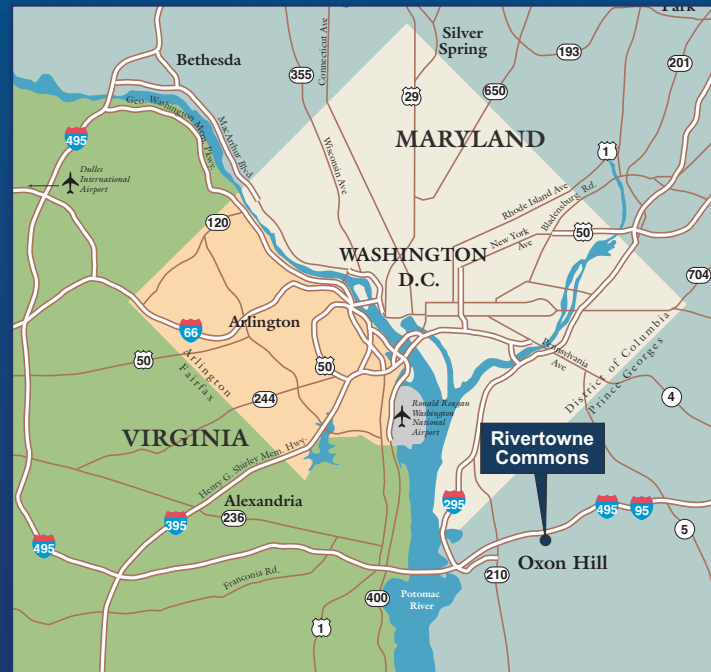 Park
Silver
Spring
193
Bethesda
Connecticut Ave
355
201
650
29
Geo. Washington Mem. Pkwy.
MacArthur Blvd.
495
MARYLAND
Wisconsin Ave
1
Dulles
International
Airport
Rhode Island Ave
Bladensburg Rd.
120
New York
Ave
50
WASHINGTON
D.C.
704
66
Arlington
Pennsylvania
Ave
District of Columbia
Prince Georges
50
50
Arlington
Fairfax
244
4
Ronald Reagan
Washington
National
Airport
VIRGINIA
Rivertowne
Commons
Henry G. Shirley Mem. Hwy.
Alexandria
295
495
95
236
395
5
495
Oxon Hill
210
Franconia Rd.
400
Potomac
River
1